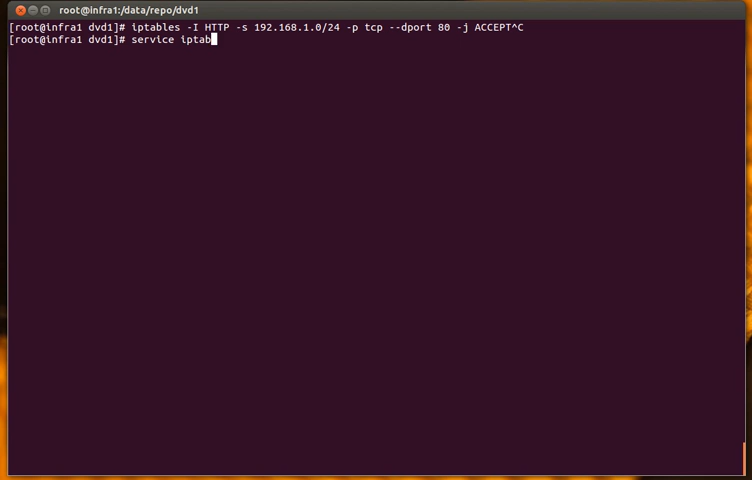 root@infra1:/data/repo/dvd1
[root@infra1 dvd1]# iptables -I HTTP -s 192.168.1.0/24 -p tcp --dport 80 -j ACCEPT^C
[root@infra1 dvd1]# service iptab